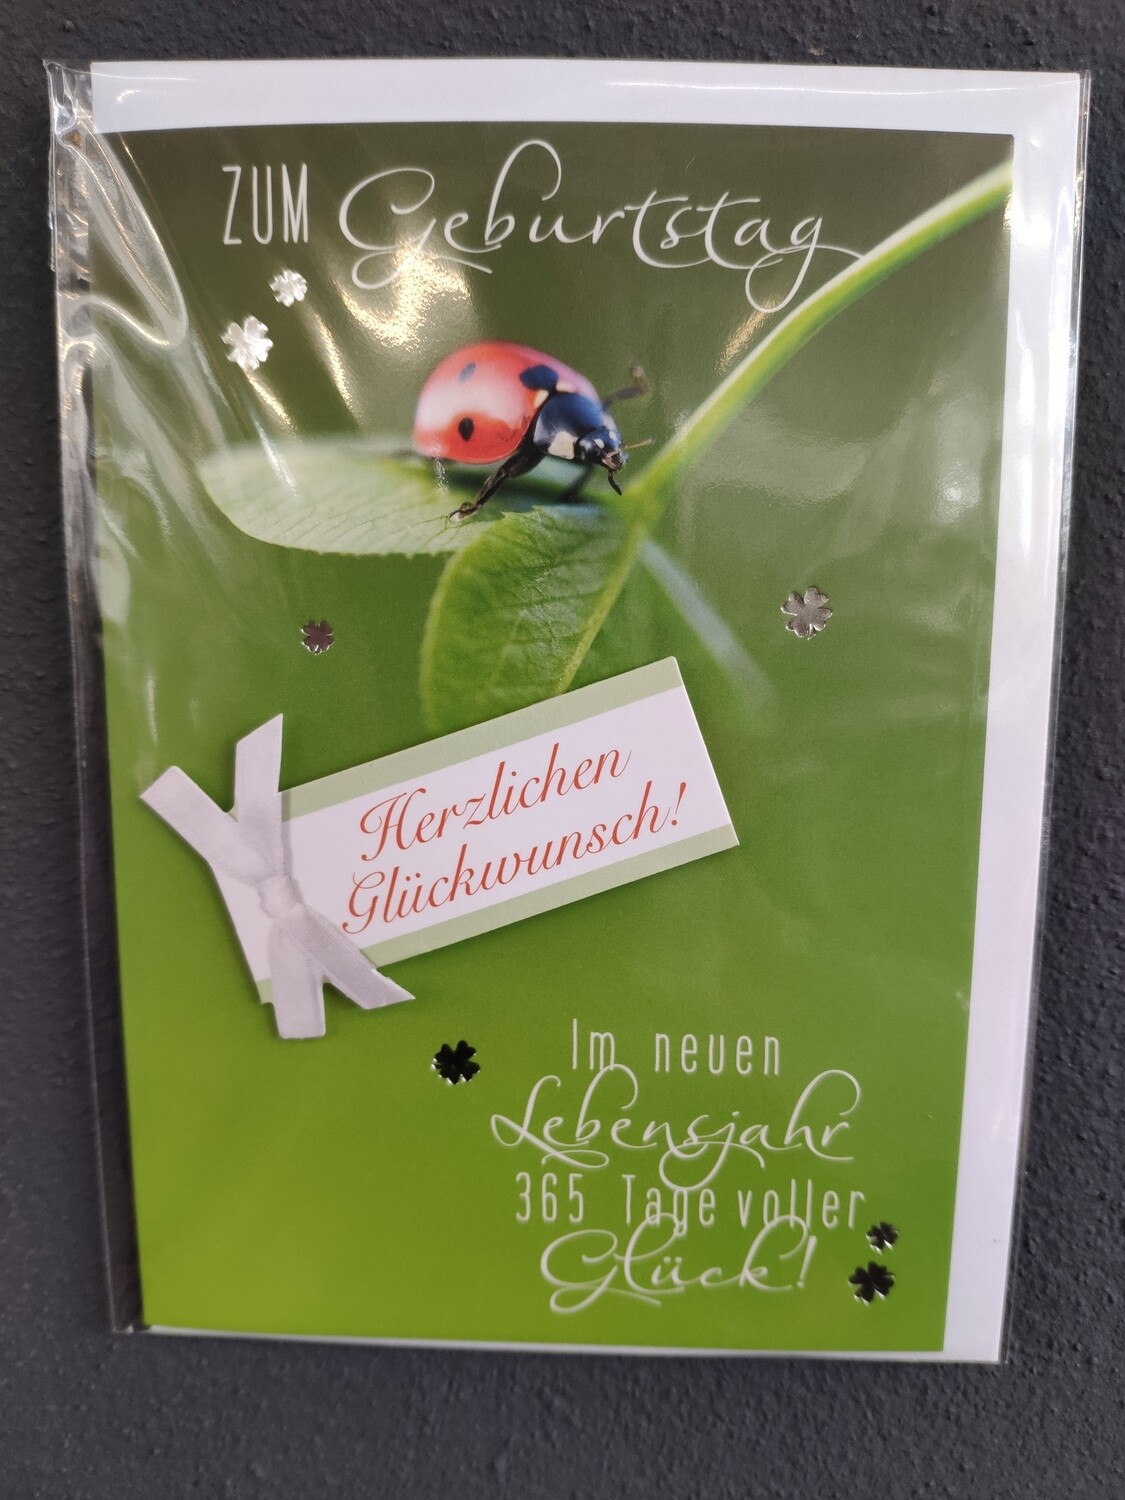 ZUM Geburtstag
Herzlichen
Glückwunsch!
Im neuen
Lebensjahr
365 Tage voller
Glück!